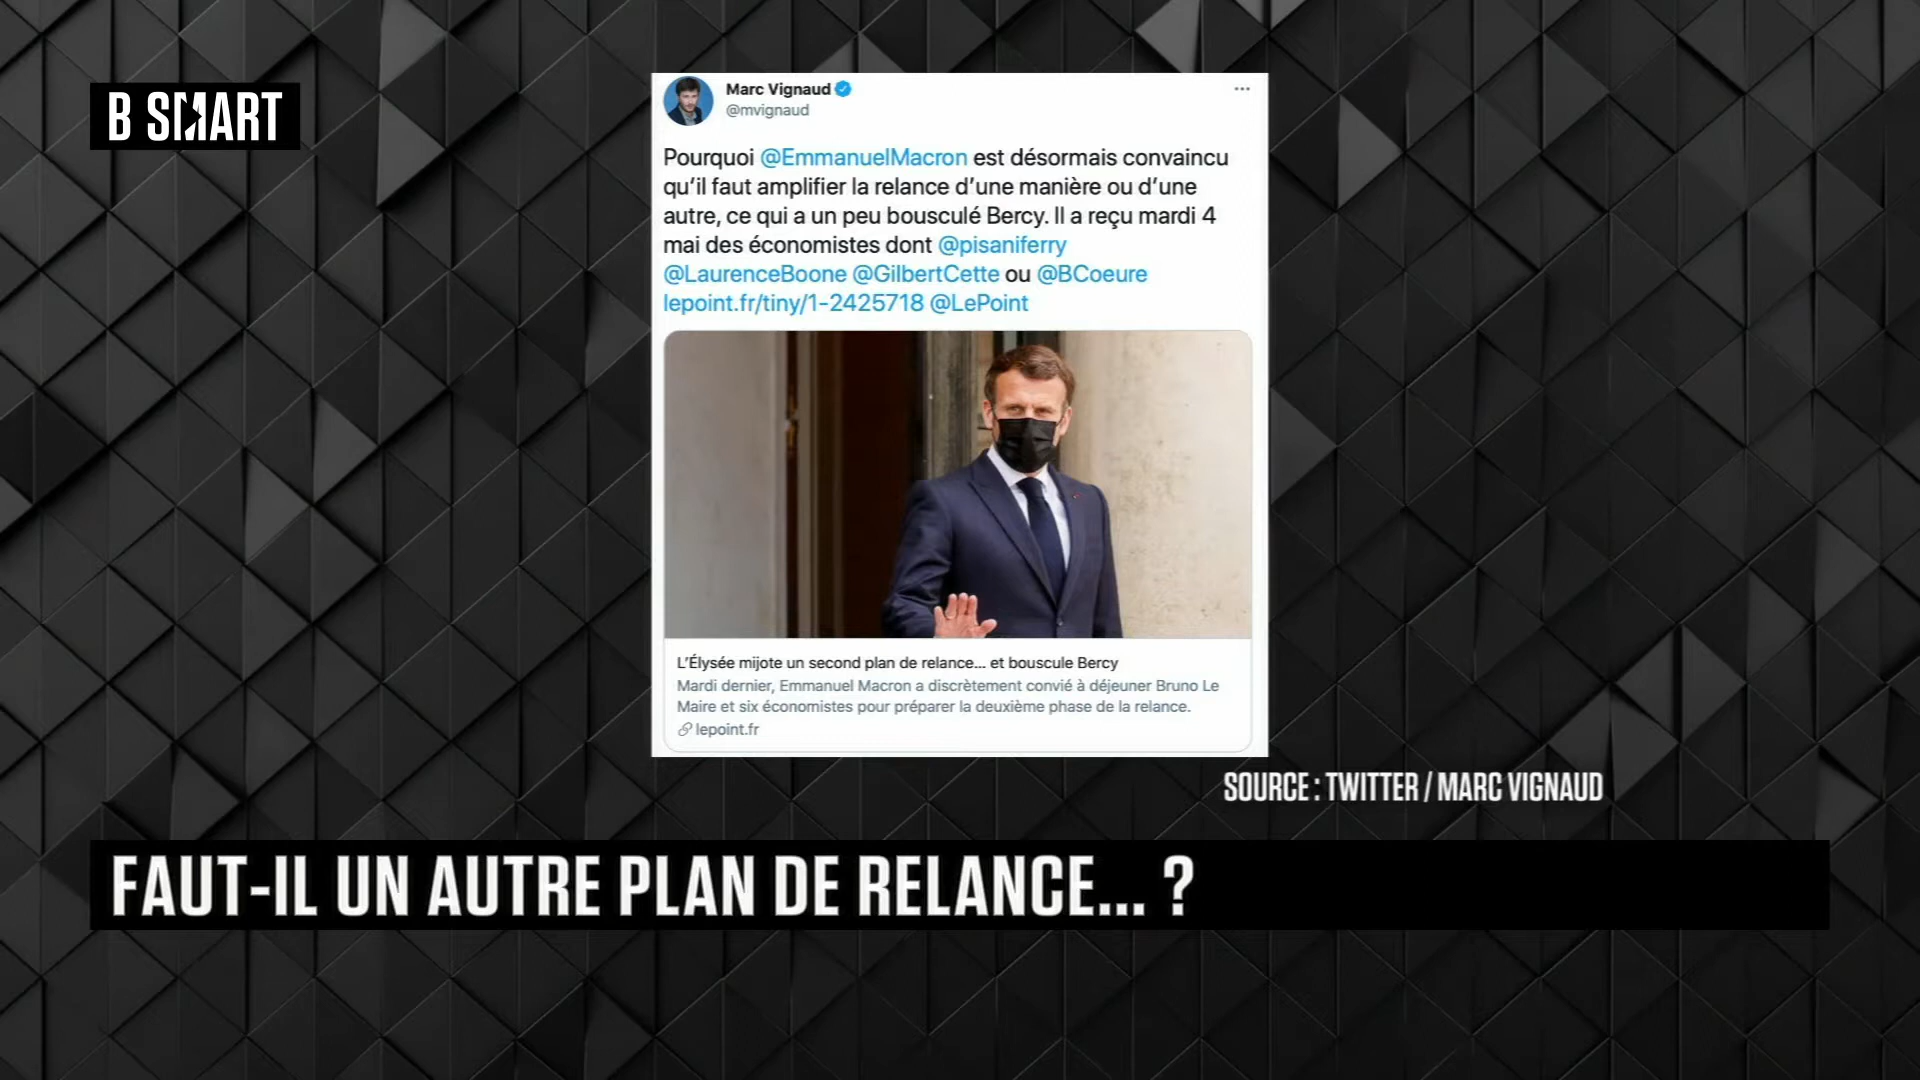 B SMART
Marc Vignaud
@mvignaud
Pourquoi @EmmanuelMacron est désormais convaincu
qu’il faut amplifier la relance d’une manière ou d’une
autre, ce qui a un peu bousculé Bercy. Il a reçu mardi 4
mai des économistes dont @pisaniferry
@LaurenceBoone @GilbertCette ou @BCoeure
lepoint.fr/tiny/1-2425718 @LePoint
L’Élysée mijote un second plan de relance... et bouscule Bercy
Mardi dernier, Emmanuel Macron a discrètement convié à déjeuner Bruno Le
Maire et six économistes pour préparer la deuxième phase de la relance.
lepoint.fr
SOURCE : TWITTER / MARC VIGNAUD
FAUT-IL UN AUTRE PLAN DE RELANCE... ?